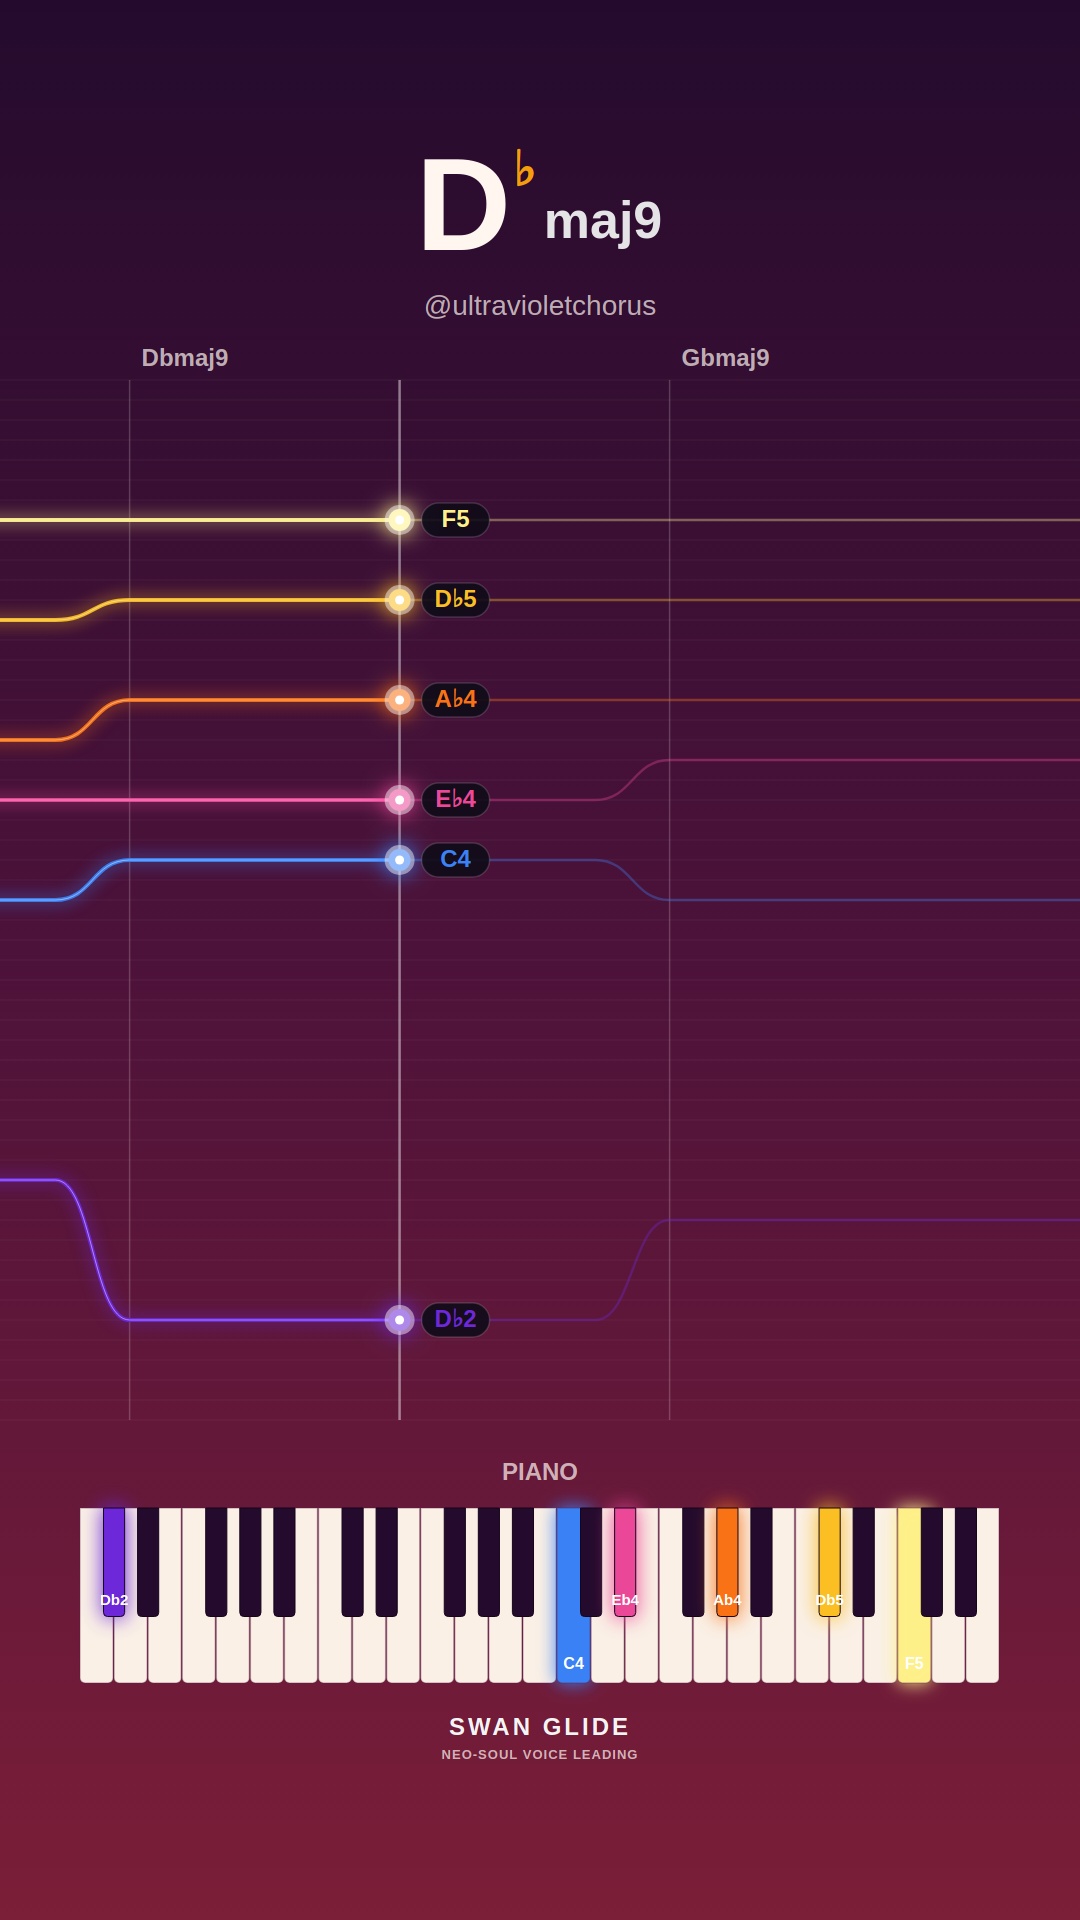 D♭maj9
@ultravioletchorus
Dbmaj9 Gbmaj9
F5
D♭5
A♭4
E♭4
C4
D♭2
PIANO
Db2 Eb4 Ab4 Db5
C4 F5
SWAN GLIDE
NEO-SOUL VOICE LEADING